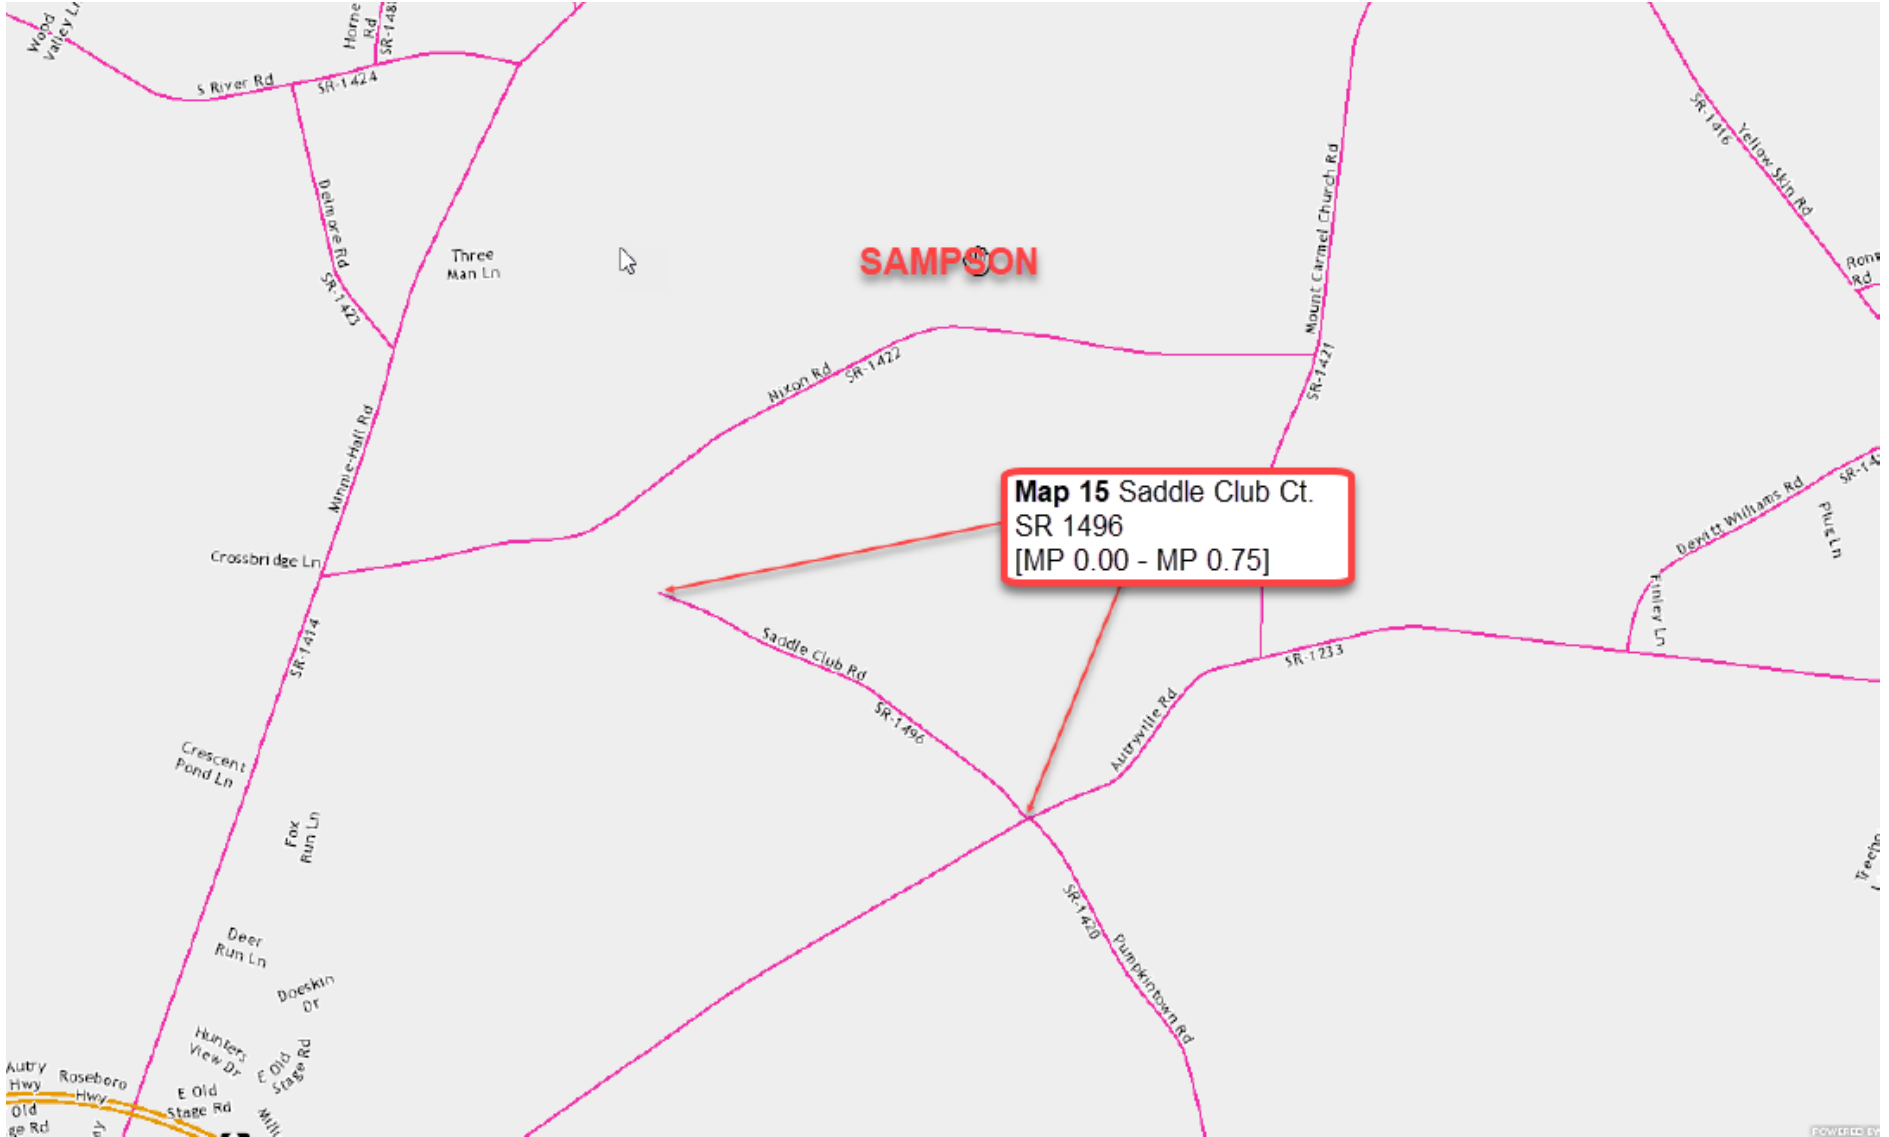 Wood
Valley Ln
Horne
Rd
S River Rd
SR-1424
Delmore Rd
SR-1423
Three
Man Ln
SAMPSON
Mount Carmel Church Rd
SR-1421
SR-1416
Yellow Skin Rd
Rd
Nixon Rd
SR-1422
Minnie-Hall Rd
Crossbridge Ln
SR-1414
Map 15 Saddle Club Ct.
SR 1496
[MP 0.00 - MP 0.75]
Dewitt Williams Rd
Plug Ln
Finley Ln
SR-1233
Saddle Club Rd
SR-1496
Autryville Rd
Crescent
Pond Ln
Fox
Run Ln
SR-1420
Pumpkintown Rd
Deer
Run Ln
Doeskin
Dr
Hunters
View Dr
E Old
Stage Rd
Autry
Hwy
Roseboro
Hwy
E Old
Stage Rd
Old
Rd
POWERED BY